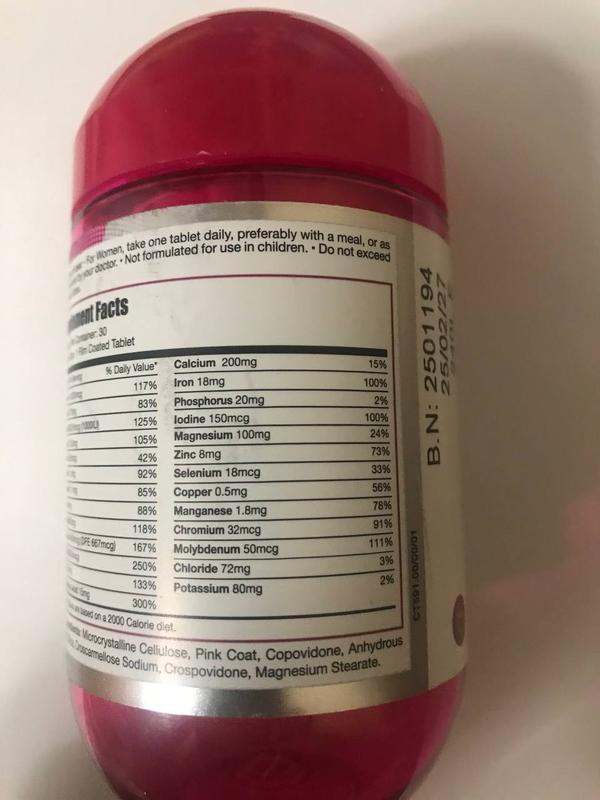 For Women, take one tablet daily, preferably with a meal, or as
by your doctor. • Not formulated for use in children. • Do not exceed
Facts
Container: 30
Film Coated Tablet
% Daily Value*
117%
83%
125%
105%
42%
92%
85%
88%
118%
(DFE 667mcg) 167%
250%
133%
15mg 300%
Calcium 200mg 15%
Iron 18mg 100%
Phosphorus 20mg 2%
Iodine 150mcg 100%
Magnesium 100mg 24%
Zinc 8mg 73%
Selenium 18mcg 33%
Copper 0.5mg 56%
Manganese 1.8mg 78%
Chromium 32mcg 91%
Molybdenum 50mcg 111%
Chloride 72mg 3%
Potassium 80mg 2%
are based on a 2000 Calorie diet.
Microcrystalline Cellulose, Pink Coat, Copovidone, Anhydrous
Croscarmellose Sodium, Crospovidone, Magnesium Stearate.
CT591.00/00/01
B.N: 2501194
25/02/27